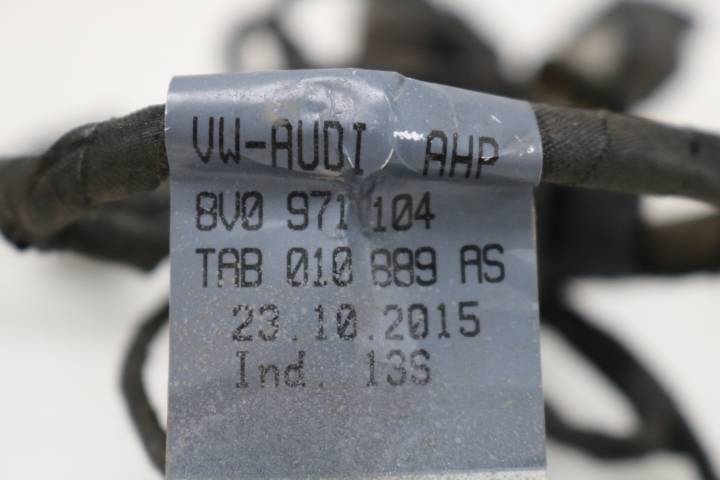 VW-AUDI AHP
8V0 971 104
TAB 010 889 AS
23.10.2015
Ind. 13S